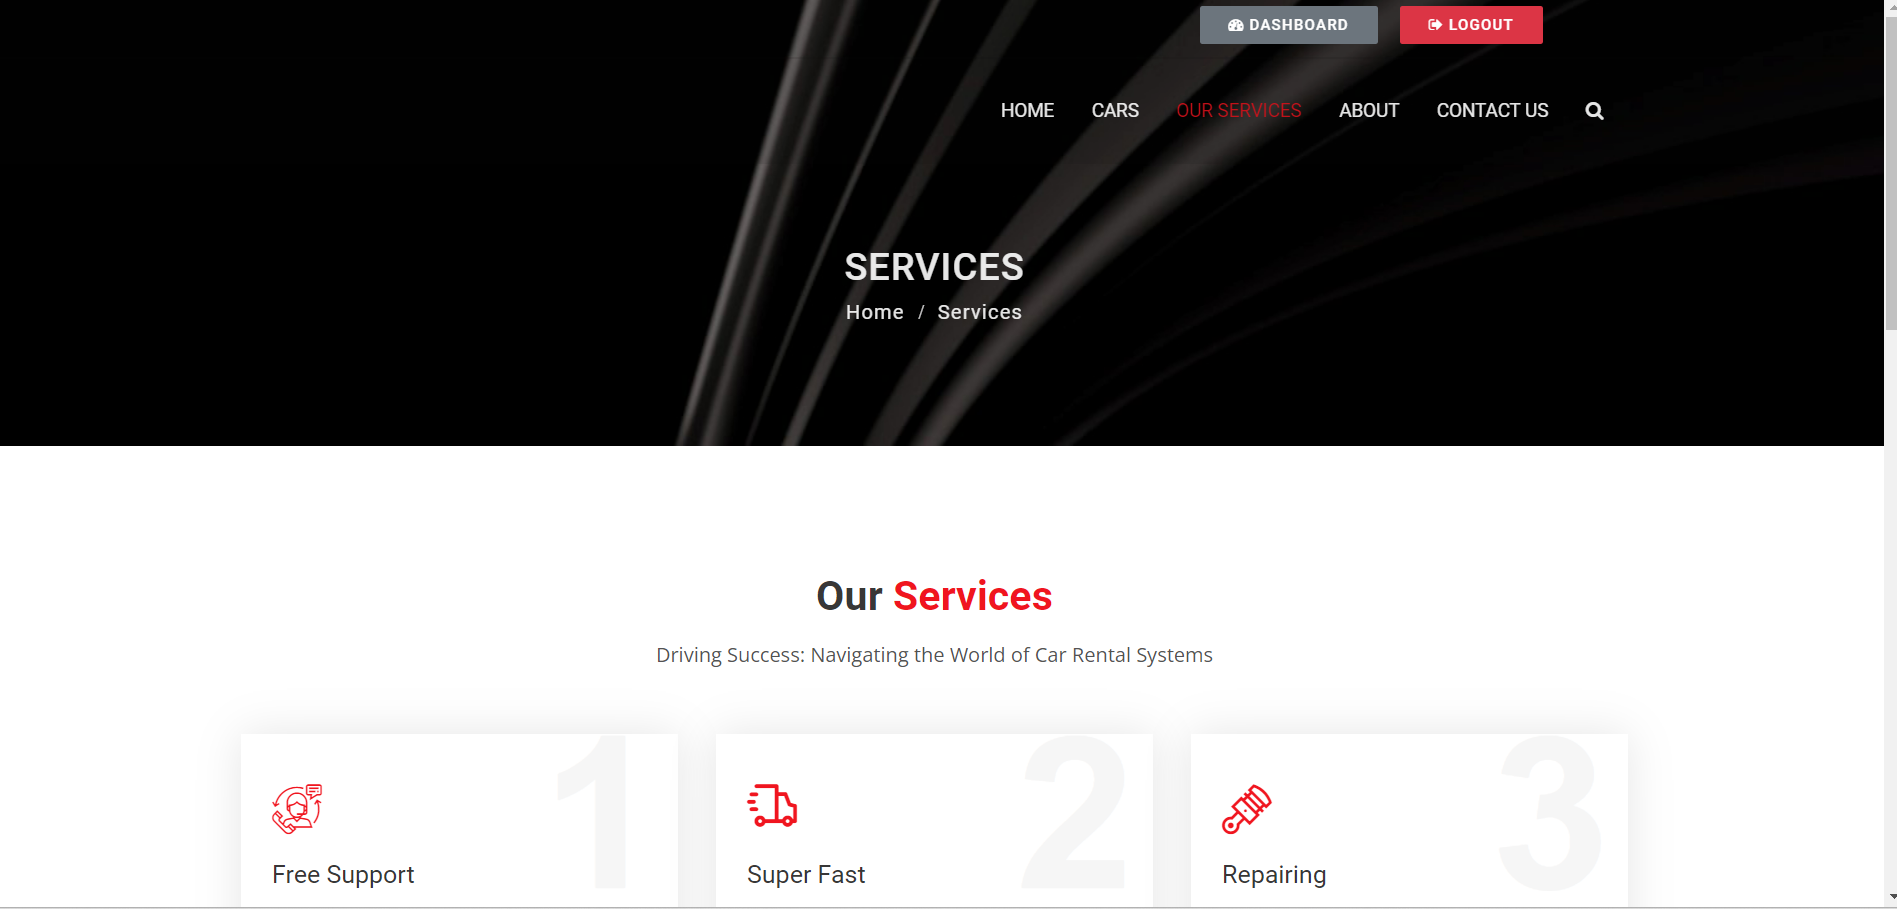 DASHBOARD LOGOUT
HOME CARS OUR SERVICES ABOUT CONTACT US
SERVICES
Home / Services
Our Services
Driving Success: Navigating the World of Car Rental Systems
1 2 3
Free Support Super Fast Repairing